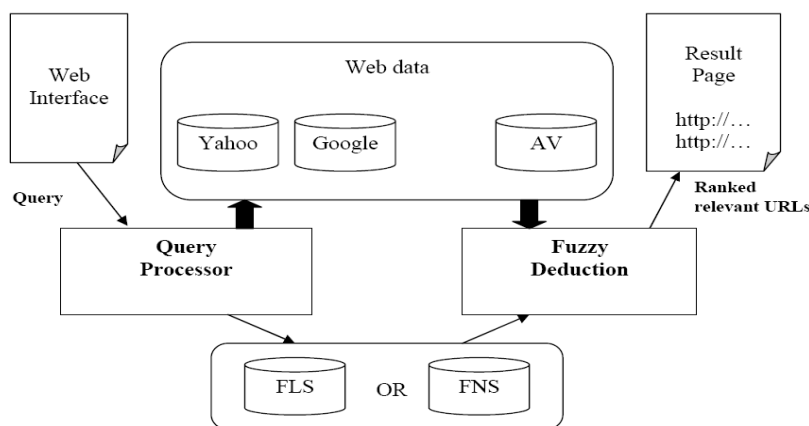 Web
Interface
Web data
Yahoo
Google
AV
Result
Page
http://...
http://...
Query
Ranked
relevant URLs
Query
Processor
Fuzzy
Deduction
FLS
OR
FNS